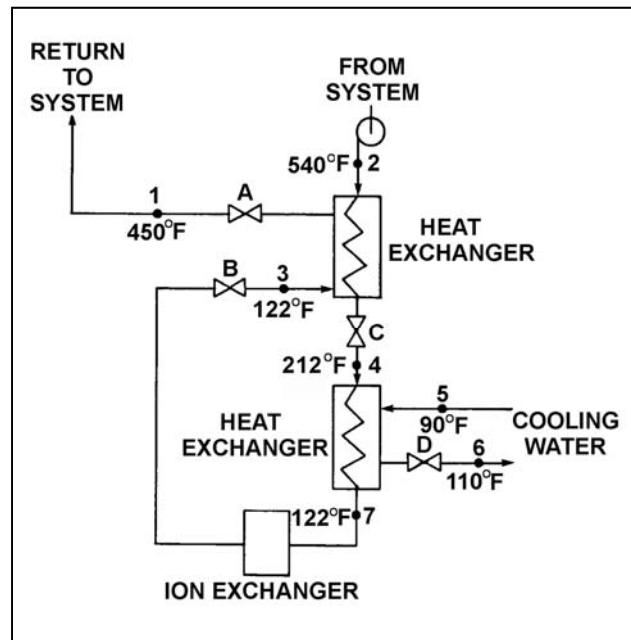 RETURN
TO
SYSTEM
FROM
SYSTEM
540°F 2
1
A
450°F
HEAT
EXCHANGER
B
3
122°F
C
212°F 4
HEAT
EXCHANGER
5
90°F
COOLING
WATER
D
6
110°F
122°F 7
ION EXCHANGER